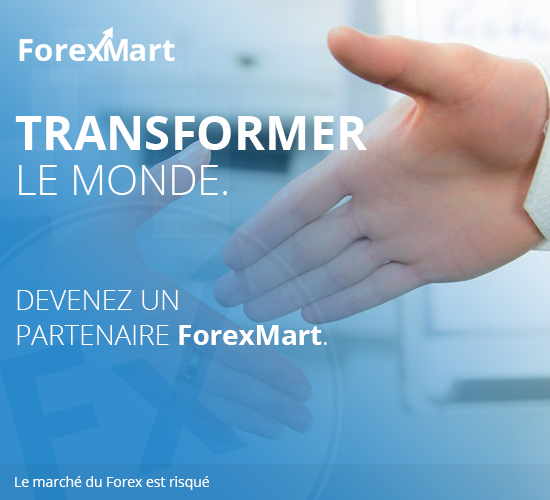 ForexMart
TRANSFORMER
LE MONDE.
DEVENEZ UN
PARTENAIRE ForexMart.
Fx
Le marché du Forex est risqué